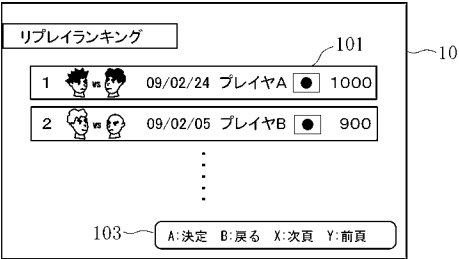 リプレイランキング
101
10
1 vs 09/02/24 プレイヤA 1000
2 vs 09/02/05 プレイヤB 900
103
A:決定 B:戻る X:次頁 Y:前頁